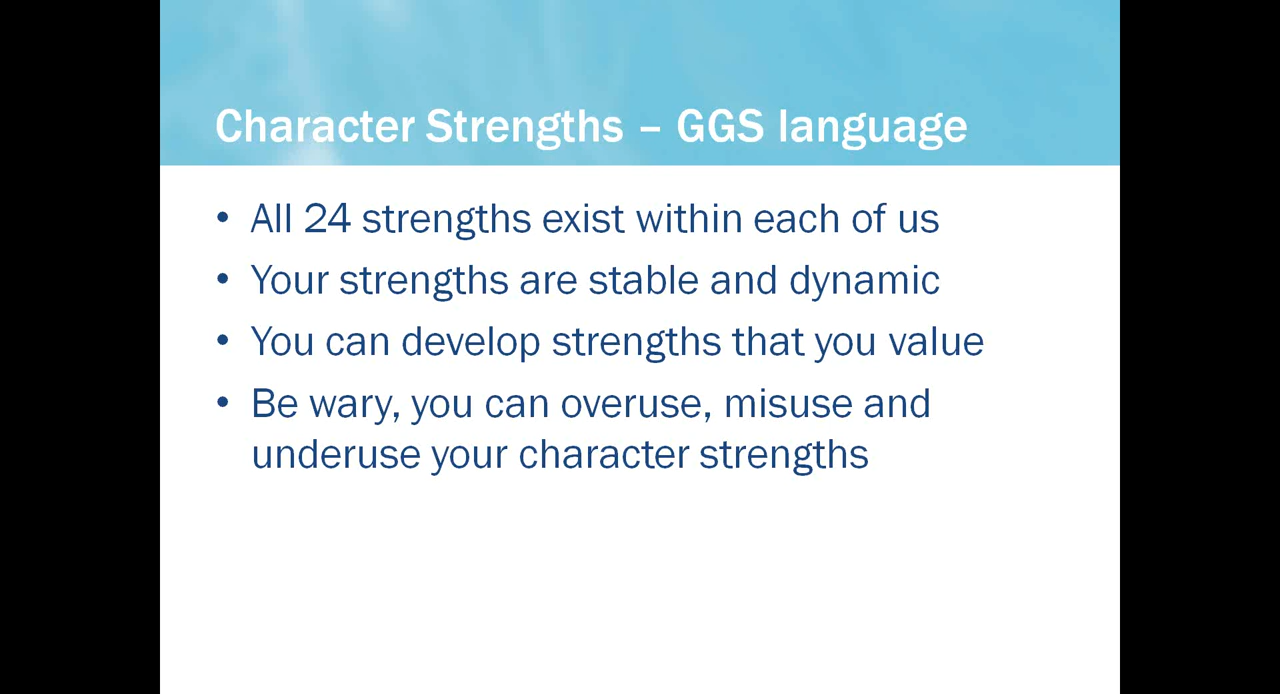 Character Strengths – GGS language
• All 24 strengths exist within each of us
• Your strengths are stable and dynamic
• You can develop strengths that you value
• Be wary, you can overuse, misuse and
underuse your character strengths